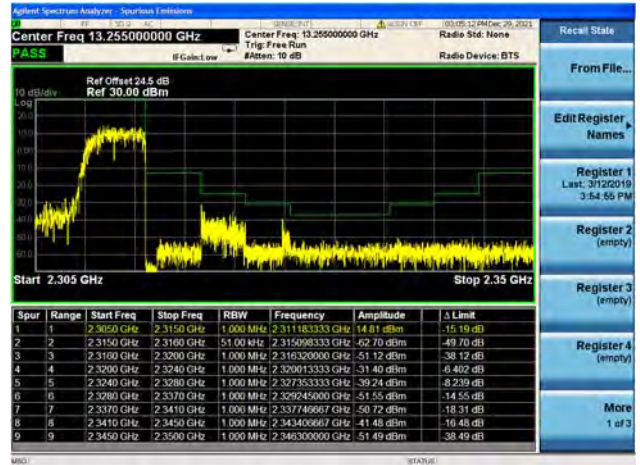 Agilent Spectrum Analyzer - Spurious Emissions
RF 50 Ω AC SENSE:INT ALIGN OFF 03:05:12 PM Dec 29, 2021
Center Freq 13.255000000 GHz
Center Freq: 13.255000000 GHz
Radio Std: None
Trig: Free Run
PASS
IFGain:Low
#Atten: 10 dB
Radio Device: BTS
Ref Offset 24.5 dB
10 dB/div Ref 30.00 dBm
Log
20.0
10.0
Start 2.305 GHz
Stop 2.35 GHz
Spur Range Start Freq Stop Freq RBW Frequency Amplitude Δ Limit
1 1 2.3050 GHz 2.3150 GHz 1.000 MHz 2.311183333 GHz 14.81 dBm -15.19 dB
2 2 2.3150 GHz 2.3160 GHz 51.00 kHz 2.315098333 GHz -62.70 dBm -49.70 dB
3 3 2.3160 GHz 2.3200 GHz 1.000 MHz 2.316320000 GHz -51.12 dBm -38.12 dB
4 4 2.3200 GHz 2.3240 GHz 1.000 MHz 2.320013333 GHz -31.40 dBm -6.402 dB
5 5 2.3240 GHz 2.3280 GHz 1.000 MHz 2.327353333 GHz -39.24 dBm -8.239 dB
6 6 2.3280 GHz 2.3370 GHz 1.000 MHz 2.329245000 GHz -51.55 dBm -14.55 dB
7 7 2.3370 GHz 2.3410 GHz 1.000 MHz 2.337746667 GHz -50.72 dBm -18.31 dB
8 8 2.3410 GHz 2.3450 GHz 1.000 MHz 2.343406667 GHz -41.48 dBm -16.48 dB
9 9 2.3450 GHz 2.3500 GHz 1.000 MHz 2.346300000 GHz -51.49 dBm -38.49 dB
MSG
STATUS
Recall State
From File...
Edit Register
Names
Register 1
Last: 3/12/2019
3:54:55 PM
Register 2
(empty)
Register 3
(empty)
Register 4
(empty)
More
1 of 3